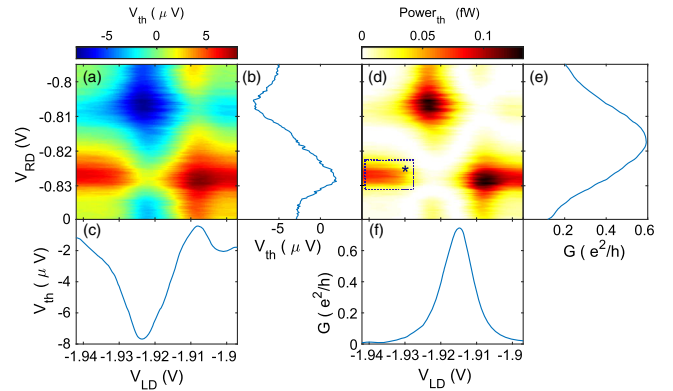 V_th ( μ V)
Power_th (fW)
-5 0 5
0 0.05 0.1
(a)
(b)
(d)
(e)
-0.8
-0.81
-0.82
-0.83
0
V_RD (V)
*
-5 0
V_th ( μ V)
0.2 0.4 0.6
G ( e²/h)
(c)
(f)
-2
-4
-6
-8
V_th ( μ V)
0.6
0.4
0.2
0
G ( e²/h)
-1.94 -1.93 -1.92 -1.91 -1.9
V_LD (V)
-1.94 -1.93 -1.92 -1.91 -1.9
V_LD (V)